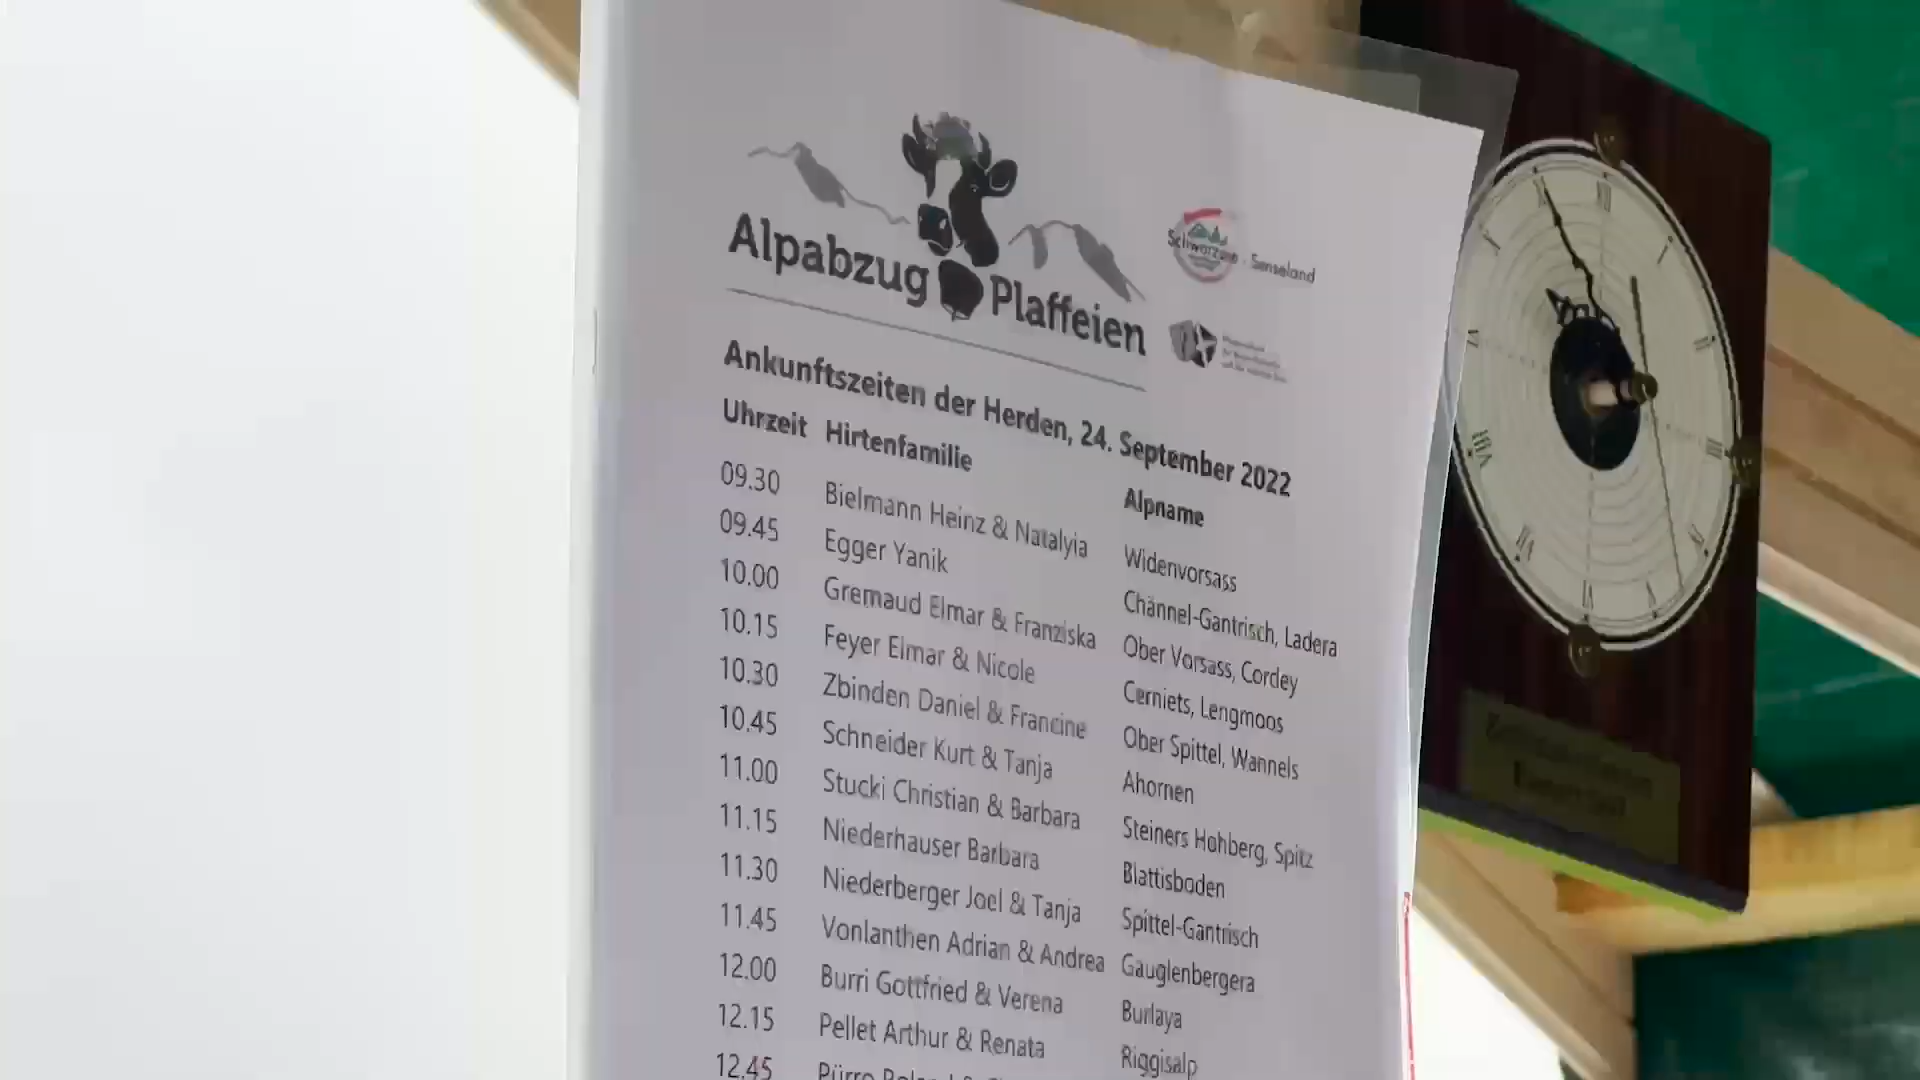 Alpabzug Plaffeien
Schwarzsee - Senseland
Ankunftszeiten der Herden, 24. September 2022
Uhrzeit Hirtenfamilie Alpname
09.30 Bielmann Heinz & Natalyia Widenvorsass
09.45 Egger Yanik Chännel-Gantrisch, Ladera
10.00 Gremaud Elmar & Franziska Ober Vorsass, Cordey
10.15 Feyer Elmar & Nicole Cerniets, Lengmoos
10.30 Zbinden Daniel & Francine Ober Spittel, Wannels
10.45 Schneider Kurt & Tanja Ahornen
11.00 Stucki Christian & Barbara Steiners Hohberg, Spitz
11.15 Niederhauser Barbara Blattisboden
11.30 Niederberger Joel & Tanja Spittel-Gantrisch
11.45 Vonlanthen Adrian & Andrea Gauglenbergera
12.00 Burri Gottfried & Verena Burlaya
12.15 Pellet Arthur & Renata Riggisalp
12.45